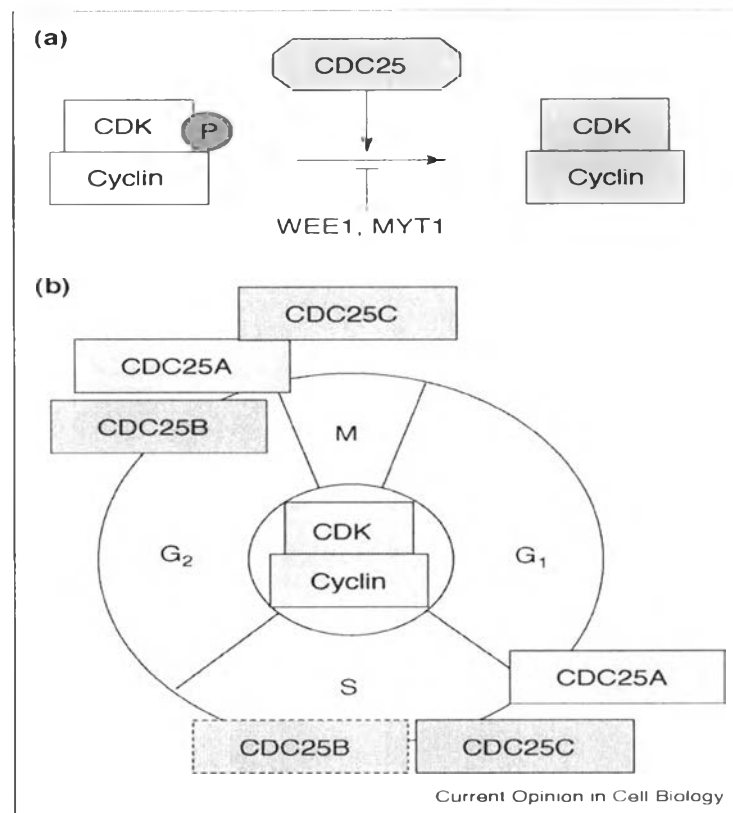 (a)
CDC25
CDK P
Cyclin
CDK
Cyclin
WEE1, MYT1
(b)
CDC25C
CDC25A
CDC25B
M
CDK
Cyclin
G2
G1
S
CDC25A
CDC25B
CDC25C
Current Opinion in Cell Biology